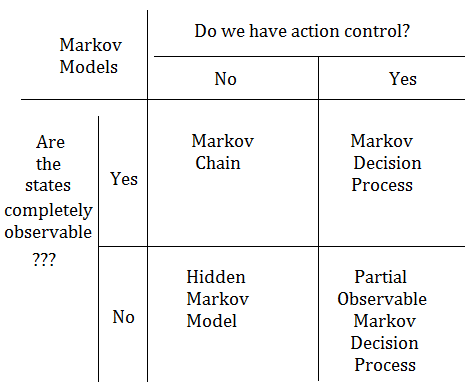 Markov
Models
Do we have action control?
No
Yes
Are
the
states
completely
observable
???
Yes
Markov
Chain
Markov
Decision
Process
No
Hidden
Markov
Model
Partial
Observable
Markov
Decision
Process